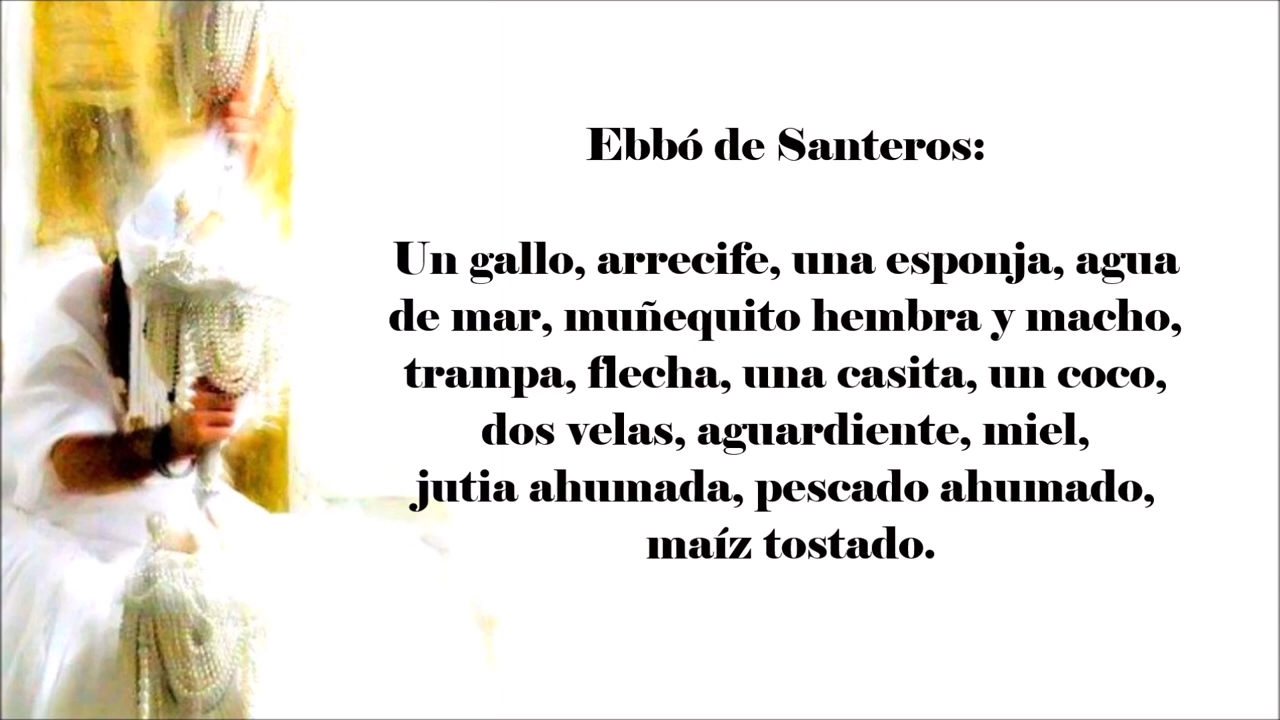 Ebbó de Santeros:
Un gallo, arrecife, una esponja, agua
de mar, muñequito hembra y macho,
trampa, flecha, una casita, un coco,
dos velas, aguardiente, miel,
jutia ahumada, pescado ahumado,
maíz tostado.